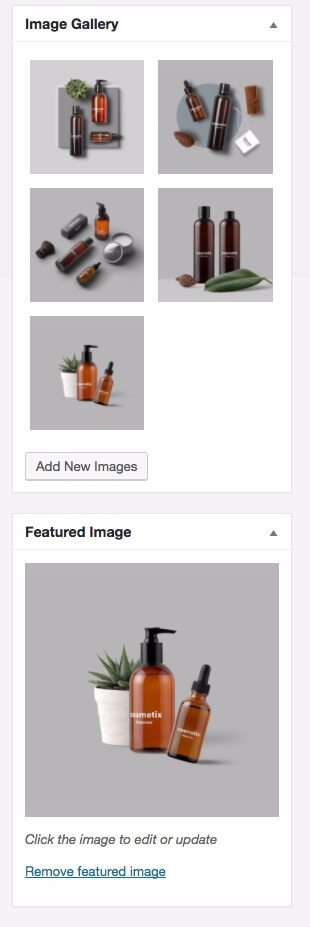 Image Gallery
Add New Images
Featured Image
cosmetix
cosmetix
Click the image to edit or update
Remove featured image